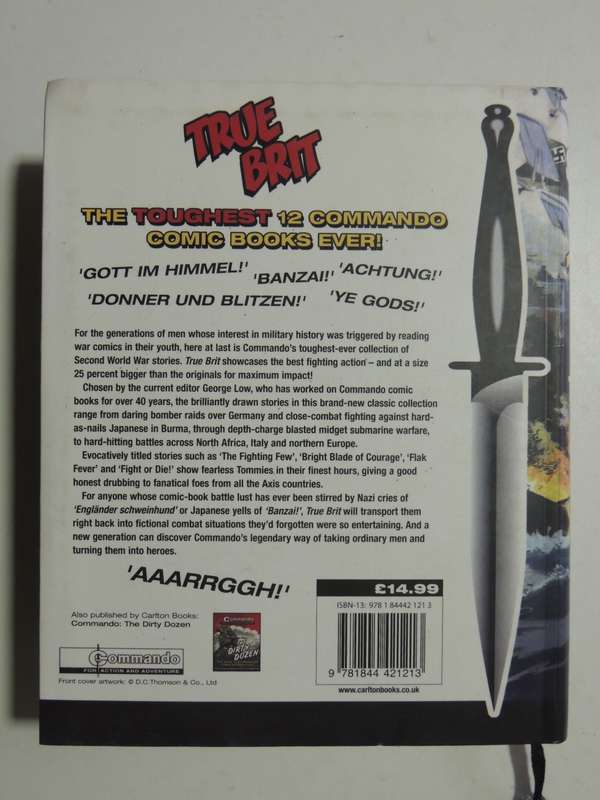 TRUE
BRIT
THE TOUGHEST 12 COMMANDO
COMIC BOOKS EVER!
'GOTT IM HIMMEL!' 'BANZAI!' 'ACHTUNG!'
'DONNER UND BLITZEN!' 'YE GODS!'
For the generations of men whose interest in military history was triggered by reading
war comics in their youth, here at last is Commando's toughest-ever collection of
Second World War stories. True Brit showcases the best fighting action – and at a size
25 percent bigger than the originals for maximum impact!
Chosen by the current editor George Low, who has worked on Commando comic
books for over 40 years, the brilliantly drawn stories in this brand-new classic collection
range from daring bomber raids over Germany and close-combat fighting against hard-
as-nails Japanese in Burma, through depth-charge blasted midget submarine warfare,
to hard-hitting battles across North Africa, Italy and northern Europe.
Evocatively titled stories such as 'The Fighting Few', 'Bright Blade of Courage', 'Flak
Fever' and 'Fight or Die!' show fearless Tommies in their finest hours, giving a good
honest drubbing to fanatical foes from all the Axis countries.
For anyone whose comic-book battle lust has ever been stirred by Nazi cries of
'Engländer schweinhund' or Japanese yells of 'Banzai!', True Brit will transport them
right back into fictional combat situations they'd forgotten were so entertaining. And a
new generation can discover Commando's legendary way of taking ordinary men and
turning them into heroes.
'AAARRGGH!'
£14.99
ISBN-13: 978 1 84442 121 3
9 781844 421213
www.carltonbooks.co.uk
Also published by Carlton Books:
Commando: The Dirty Dozen
Commando
THE
DIRTY
DOZEN
Commando
FOR ACTION AND ADVENTURE
Front cover artwork: © D.C.Thomson & Co., Ltd